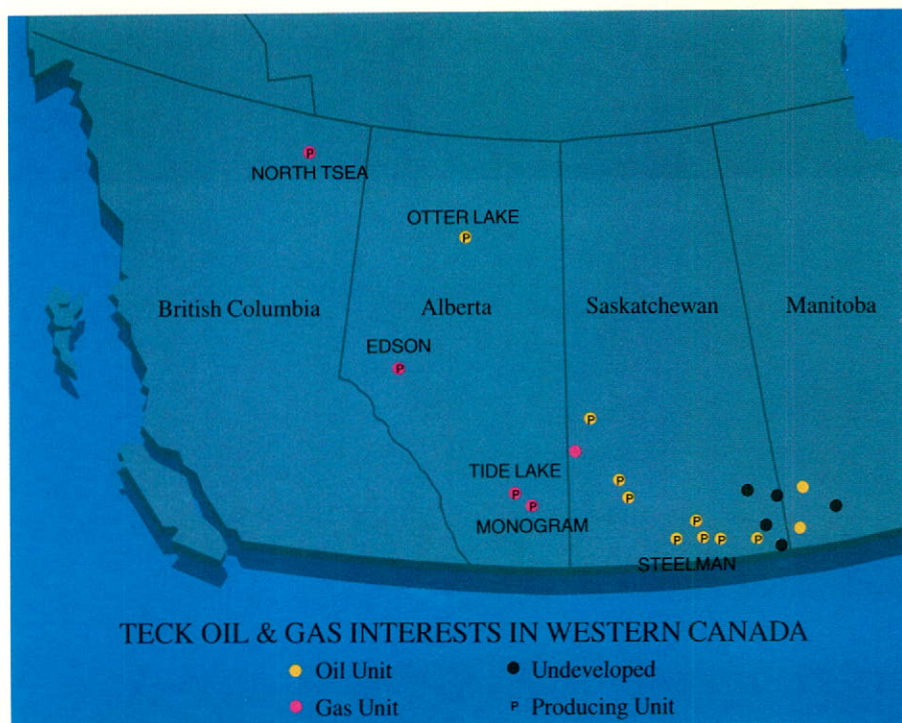 P
NORTH TSEA
OTTER LAKE
P
British Columbia
Alberta
Saskatchewan
Manitoba
EDSON
P
P
TIDE LAKE
P
P
P
P
MONOGRAM
P
P
P
P
P
STEELMAN
TECK OIL & GAS INTERESTS IN WESTERN CANADA
Oil Unit
Undeveloped
Gas Unit
P Producing Unit